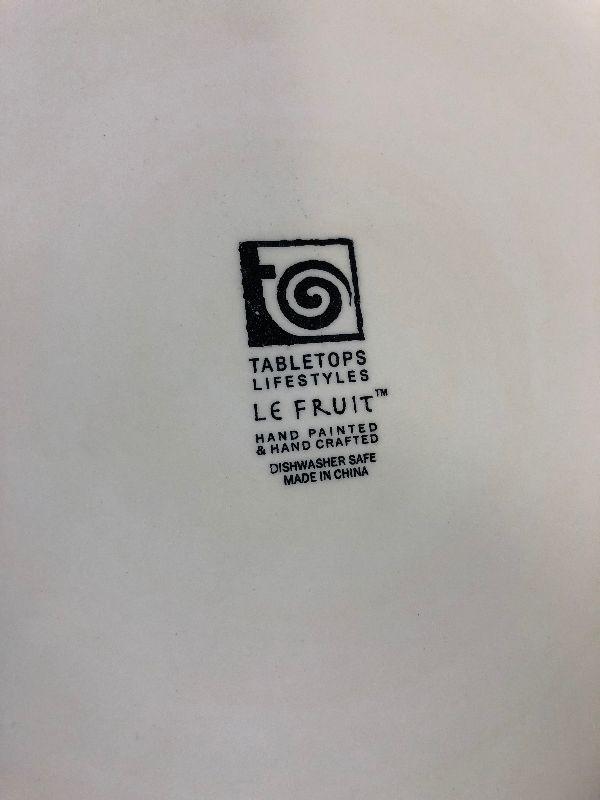 TABLETOPS
LIFESTYLES
LE FRUIT™
HAND PAINTED
& HAND CRAFTED
DISHWASHER SAFE
MADE IN CHINA